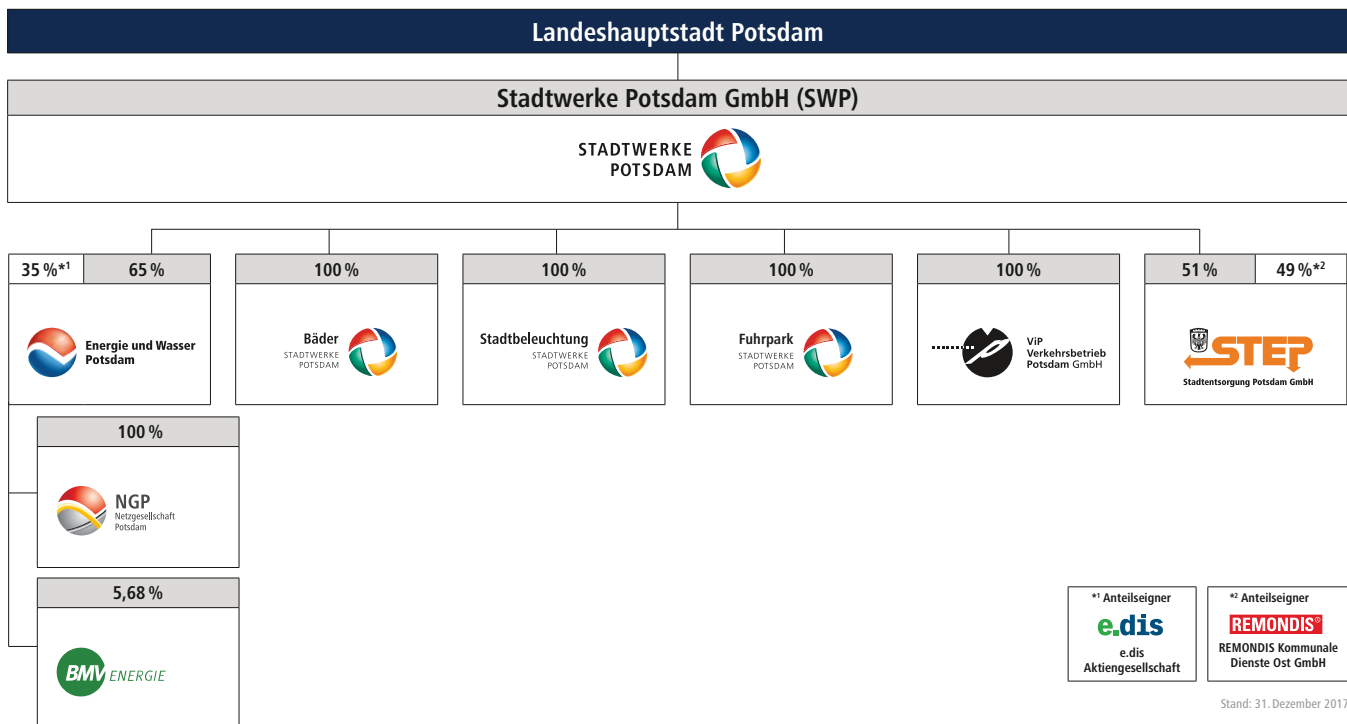 Landeshauptstadt Potsdam
Stadtwerke Potsdam GmbH (SWP)
STADTWERKE
POTSDAM
35 %*1
65 %
Energie und Wasser
Potsdam
100 %
Bäder
STADTWERKE
POTSDAM
100 %
Stadtbeleuchtung
STADTWERKE
POTSDAM
100 %
Fuhrpark
STADTWERKE
POTSDAM
100 %
ViP
Verkehrsbetrieb
Potsdam GmbH
51 %
49 %*2
STEP
Stadtentsorgung Potsdam GmbH
100 %
NGP
Netzgesellschaft
Potsdam
5,68 %
BMV ENERGIE
*1 Anteilseigner
e.dis
e.dis
Aktiengesellschaft
*2 Anteilseigner
REMONDIS®
REMONDIS Kommunale
Dienste Ost GmbH
Stand: 31. Dezember 2017